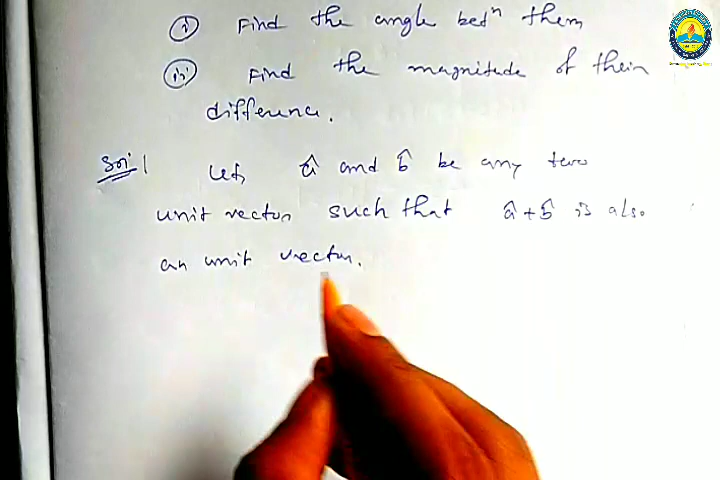 (i) Find the angle betⁿ them
(ii) Find the magnitude of their
difference.
Solⁿ| Let, â and b̂ be any two
unit vector such that â + b̂ is also
an unit vector.